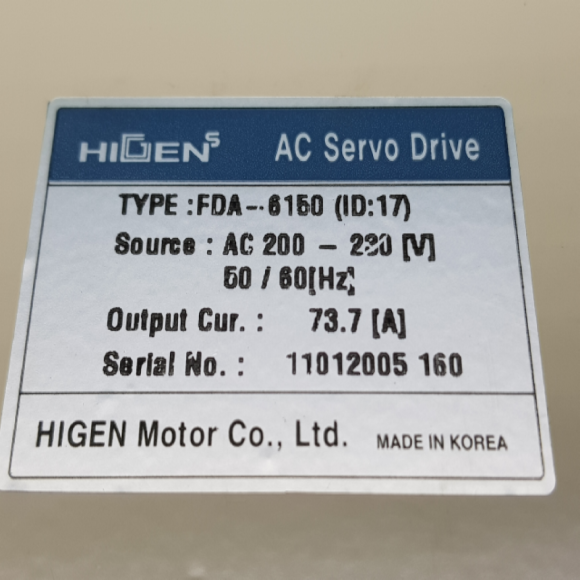 HIGEN S AC Servo Drive
TYPE : FDA-6150 (ID:17)
Source : AC 200 - 230 [V]
50 / 60[Hz]
Output Cur. : 73.7 [A]
Serial No. : 11012005 160
HIGEN Motor Co., Ltd. MADE IN KOREA